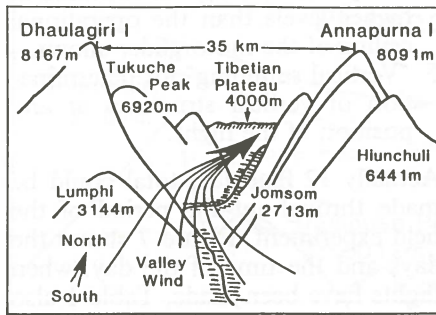 Dhaulagiri I
8167m
35 km
Annapurna I
8091m
Tukuche
Peak
6920m
Tibetian
Plateau
4000m
Hiunchuli
6441m
Lumphi
3144m
Jomsom
2713m
North
South
Valley
Wind